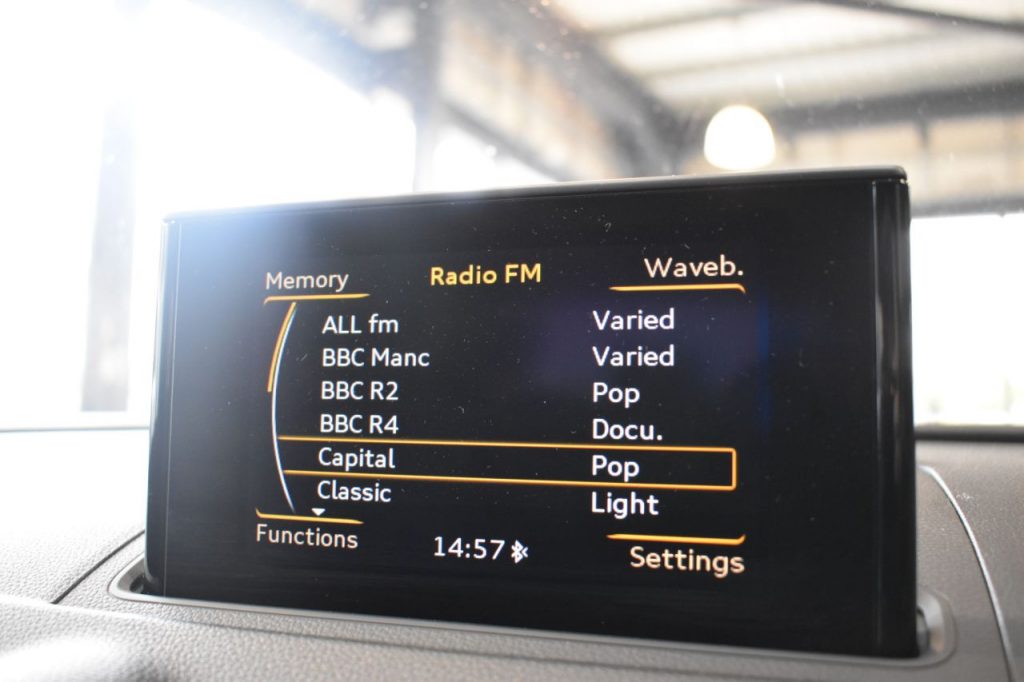 Memory Radio FM Waveb.
ALL fm Varied
BBC Manc Varied
BBC R2 Pop
BBC R4 Docu.
Capital Pop
Classic Light
Functions 14:57 Settings